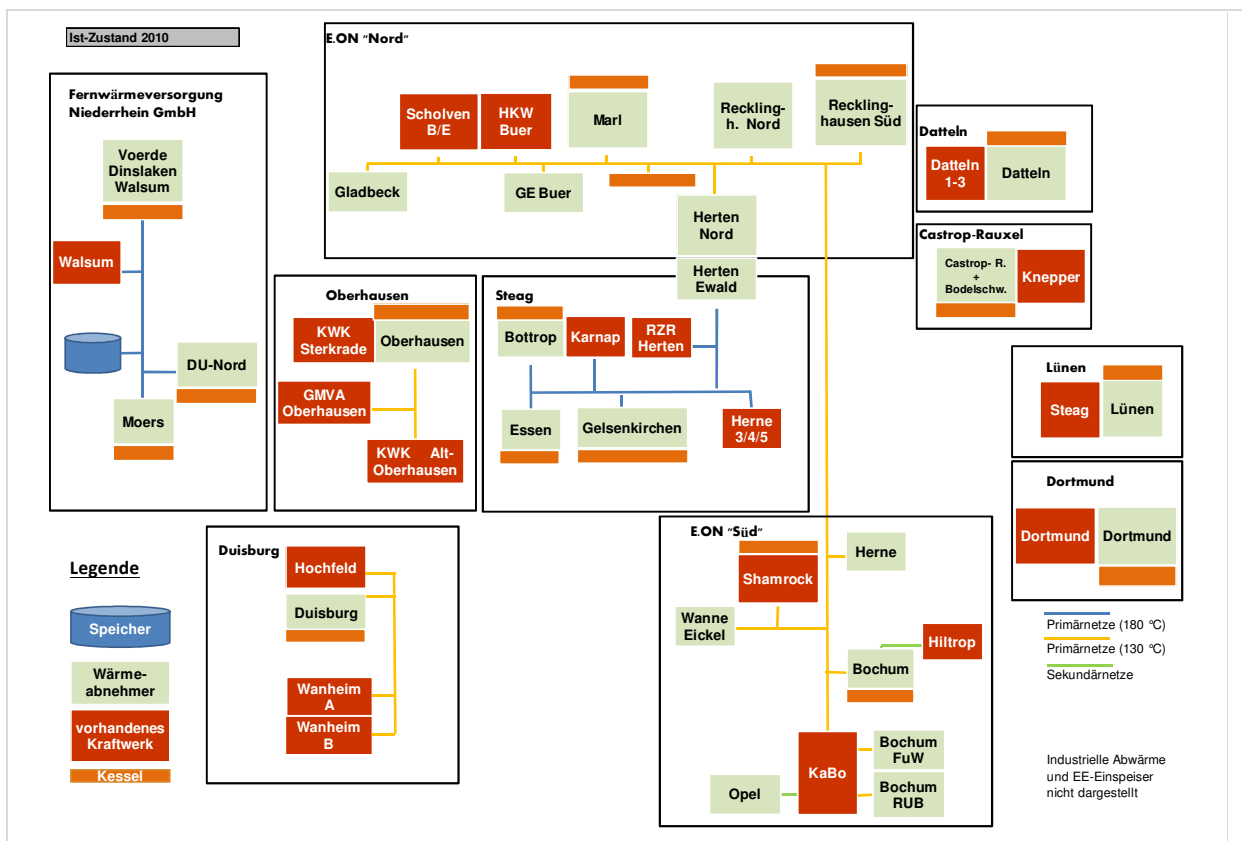 Ist-Zustand 2010
Fernwärmeversorgung
Niederrhein GmbH
Voerde
Dinslaken
Walsum
Walsum
DU-Nord
Moers
E.ON "Nord"
Scholven
B/E
HKW
Buer
Marl
Reckling-
h. Nord
Reckling-
hausen Süd
Gladbeck
GE Buer
Herten
Nord
Herten
Ewald
Datteln
Datteln
1-3
Datteln
Castrop-Rauxel
Castrop- R.
+
Bodelschw.
Knepper
Oberhausen
KWK
Sterkrade
Oberhausen
GMVA
Oberhausen
KWK Alt-
Oberhausen
Steag
Bottrop
Karnap
RZR
Herten
Essen
Gelsenkirchen
Herne
3/4/5
Lünen
Steag
Lünen
Dortmund
Dortmund
Dortmund
Duisburg
Hochfeld
Duisburg
Wanheim
A
Wanheim
B
E.ON "Süd"
Shamrock
Herne
Wanne
Eickel
Hiltrop
Bochum
KaBo
Bochum
FuW
Opel
Bochum
RUB
Legende
Speicher
Wärme-
abnehmer
vorhandenes
Kraftwerk
Kessel
Primärnetze (180 °C)
Primärnetze (130 °C)
Sekundärnetze
Industrielle Abwärme
und EE-Einspeiser
nicht dargestellt